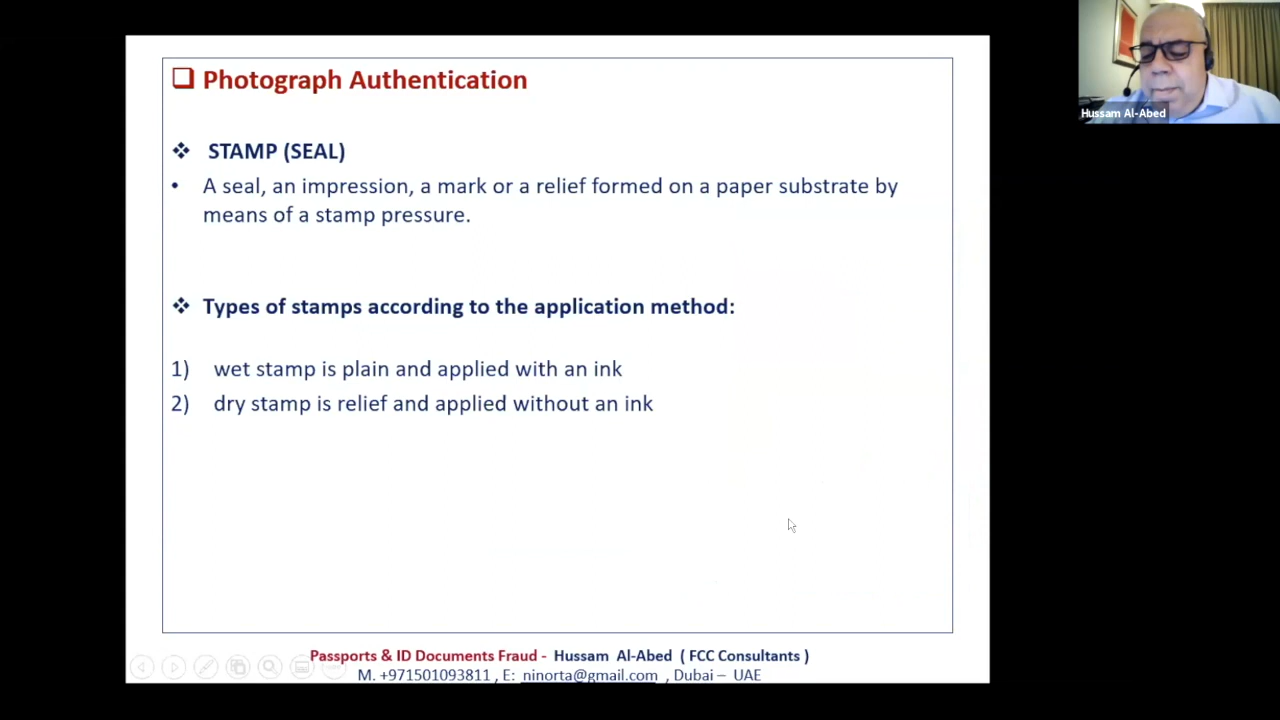 Photograph Authentication
STAMP (SEAL)
• A seal, an impression, a mark or a relief formed on a paper substrate by
means of a stamp pressure.
Types of stamps according to the application method:
1) wet stamp is plain and applied with an ink
2) dry stamp is relief and applied without an ink
Passports & ID Documents Fraud - Hussam Al-Abed ( FCC Consultants )
M. +971501093811 , E: ninorta@gmail.com , Dubai – UAE
Hussam Al-Abed